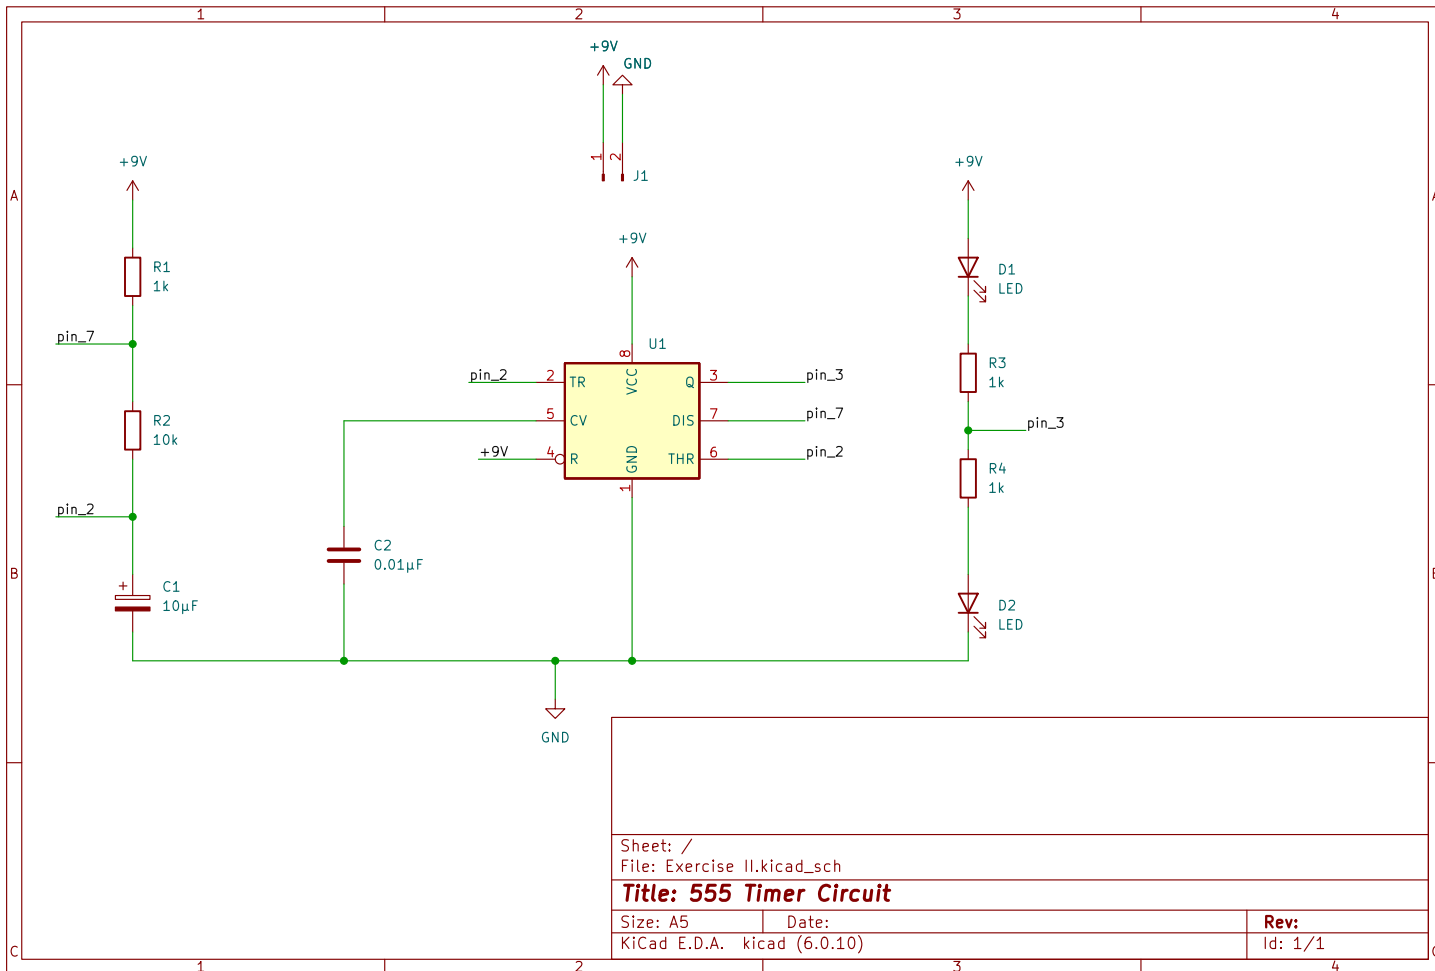 1 2 3 4
+9V
GND
1 2
J1
+9V
+9V
A
A
+9V
R1
1k
D1
LED
pin_7
U1
8
R3
1k
pin_2 2 TR VCC Q 3 pin_3
R2
10k
5 CV DIS 7 pin_7
pin_3
+9V 4 R GND THR 6 pin_2
R4
1k
1
pin_2
C2
0.01µF
B
+ C1
10µF
D2
LED
GND
Sheet: /
File: Exercise II.kicad_sch
Title: 555 Timer Circuit
Size: A5 Date: Rev:
KiCad E.D.A. kicad (6.0.10) Id: 1/1
C
1 2 3 4